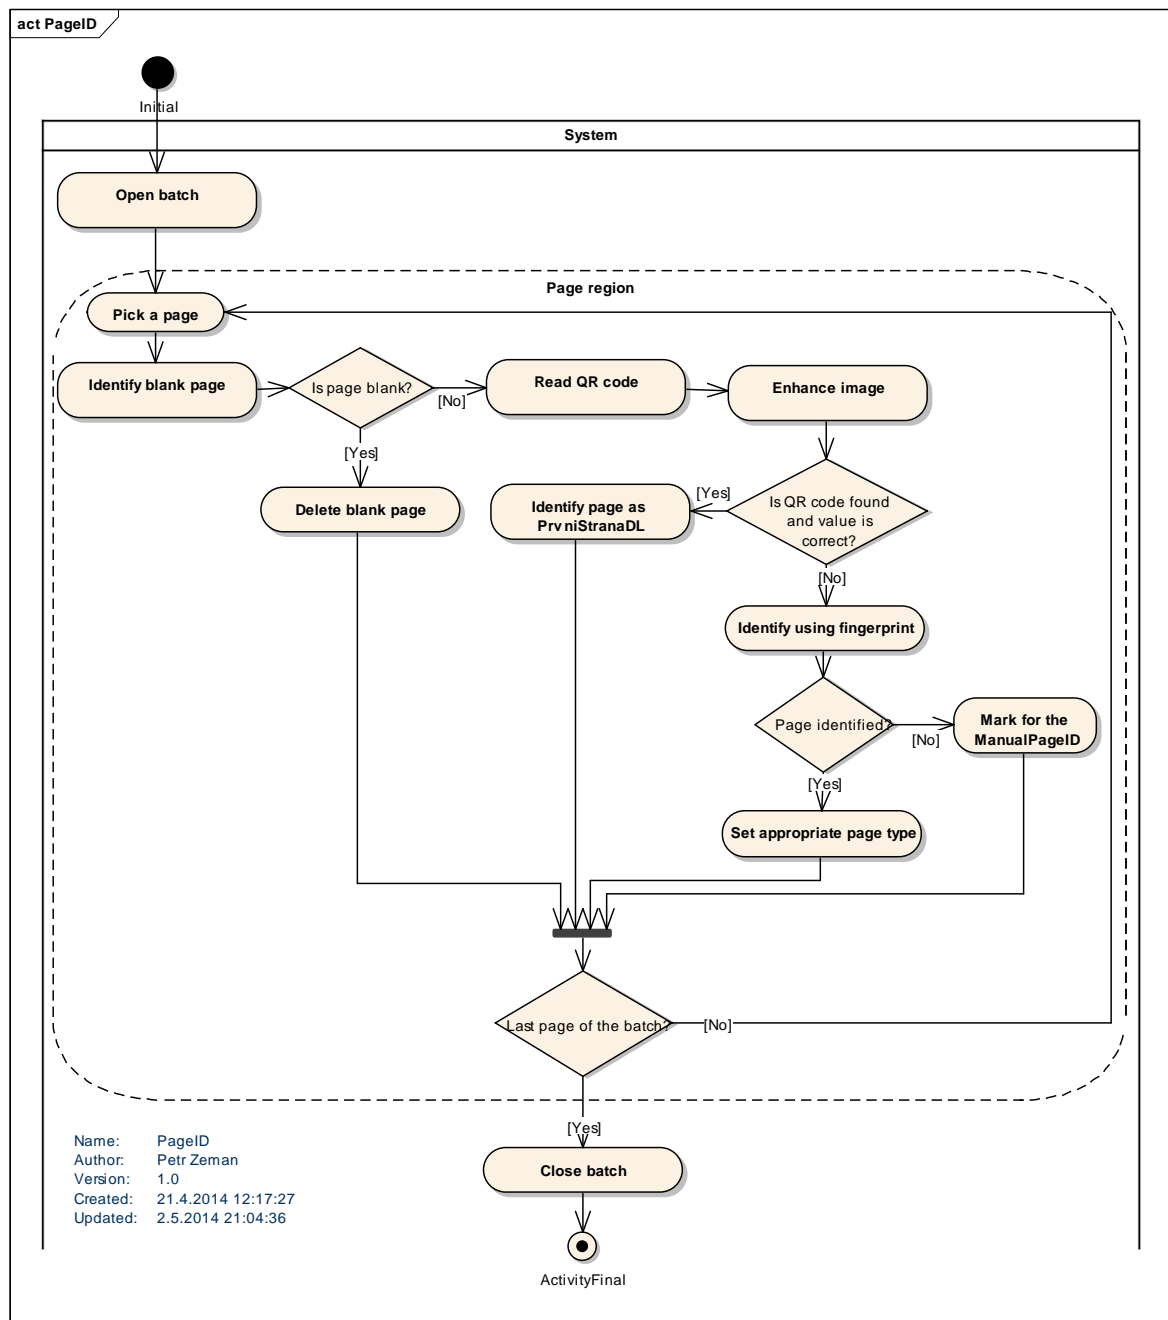 act PageID
Initial
System
Open batch
Page region
Pick a page
Identify blank page
Is page blank?
[No]
Read QR code
Enhance image
[Yes]
Delete blank page
Identify page as
PrvniStranaDL
[Yes]
Is QR code found
and value is
correct?
[No]
Identify using fingerprint
Page identified?
[No]
Mark for the
ManualPageID
[Yes]
Set appropriate page type
Last page of the batch?
[No]
[Yes]
Close batch
ActivityFinal
Name: PageID
Author: Petr Zeman
Version: 1.0
Created: 21.4.2014 12:17:27
Updated: 2.5.2014 21:04:36